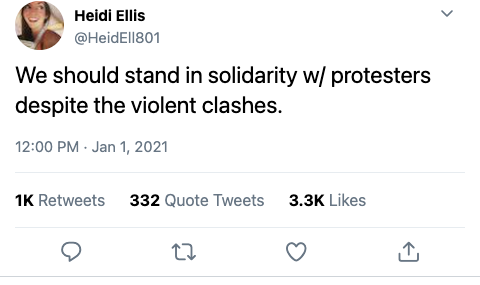 Heidi Ellis
@HeidEll801
We should stand in solidarity w/ protesters
despite the violent clashes.
12:00 PM · Jan 1, 2021
1K Retweets 332 Quote Tweets 3.3K Likes